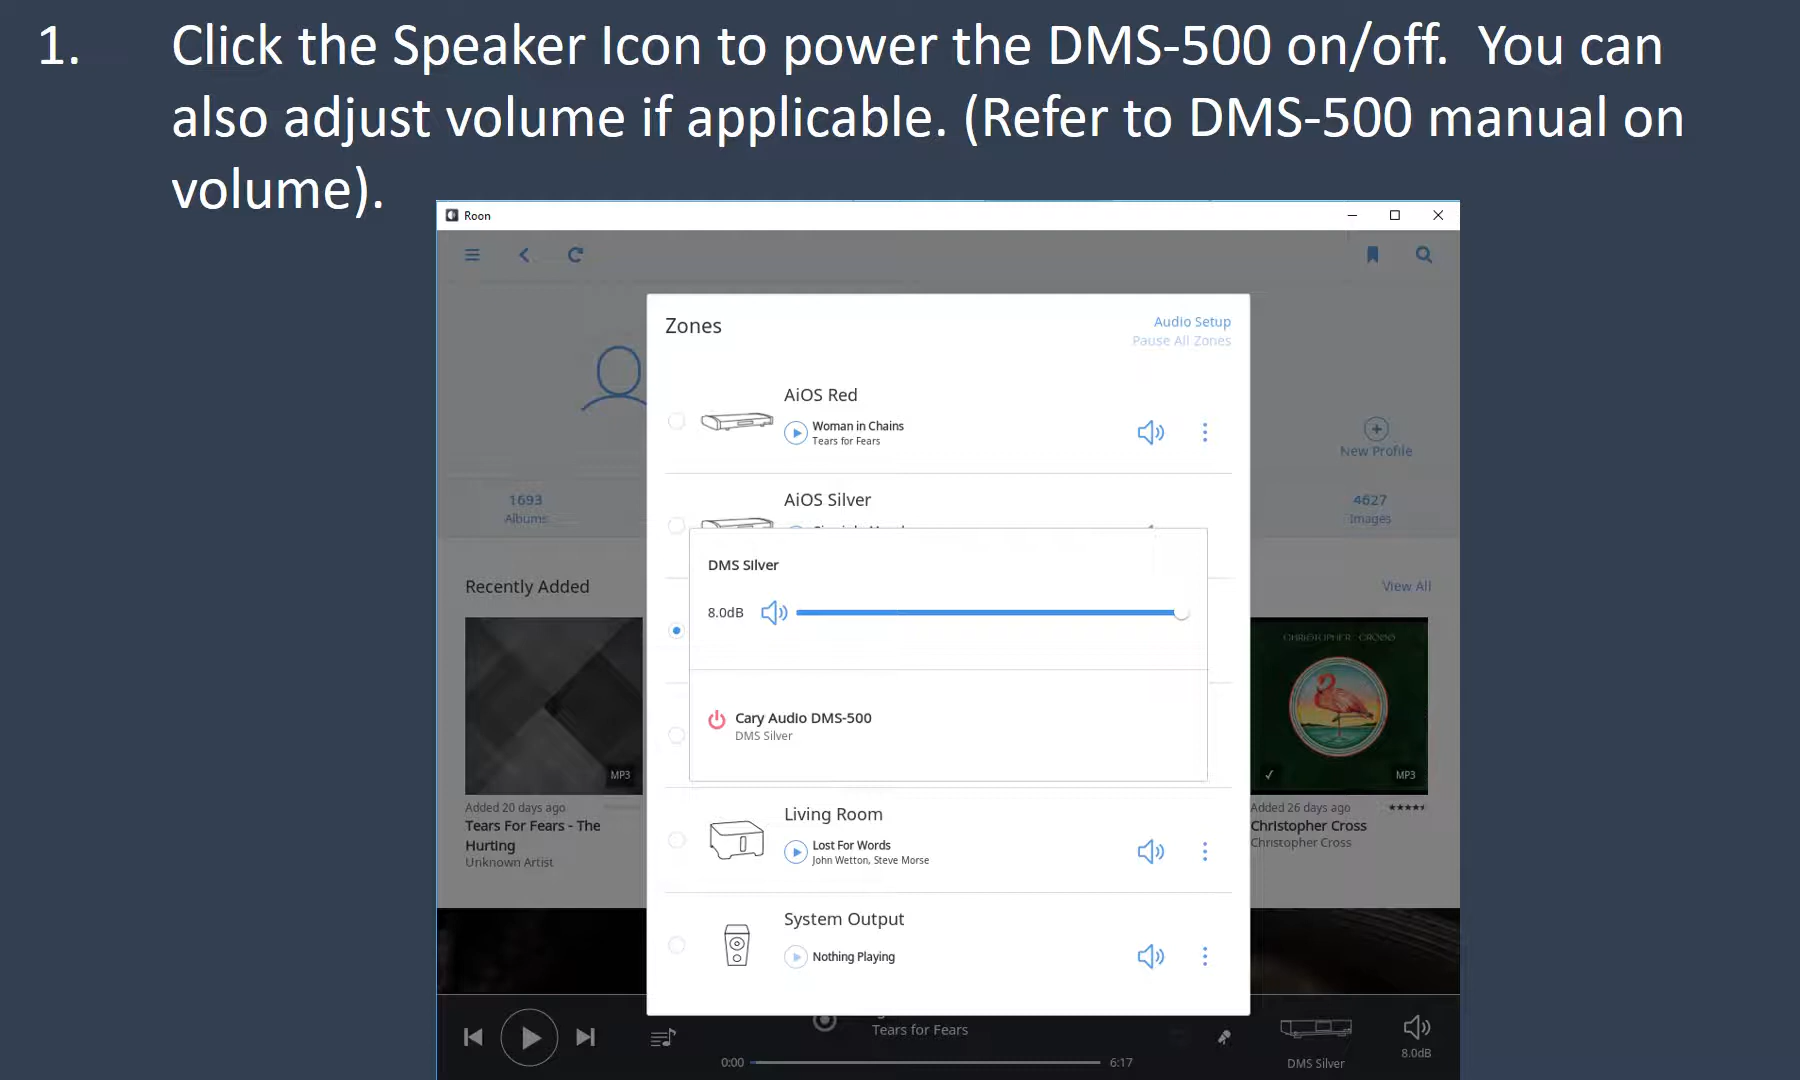 1. Click the Speaker Icon to power the DMS-500 on/off. You can
also adjust volume if applicable. (Refer to DMS-500 manual on
volume).
Roon
Zones
Audio Setup
Pause All Zones
AiOS Red
Woman in Chains
Tears for Fears
New Profile
1693
Albums
AiOS Silver
4627
Images
DMS Silver
8.0dB
Recently Added
View All
Cary Audio DMS-500
DMS Silver
MP3
Added 20 days ago
Tears For Fears - The
Hurting
Unknown Artist
CHRISTOPHER CROSS
MP3
Added 26 days ago
Christopher Cross
Christopher Cross
Living Room
Lost For Words
John Wetton, Steve Morse
System Output
Nothing Playing
Tears for Fears
0:00
6:17
DMS Silver
8.0dB